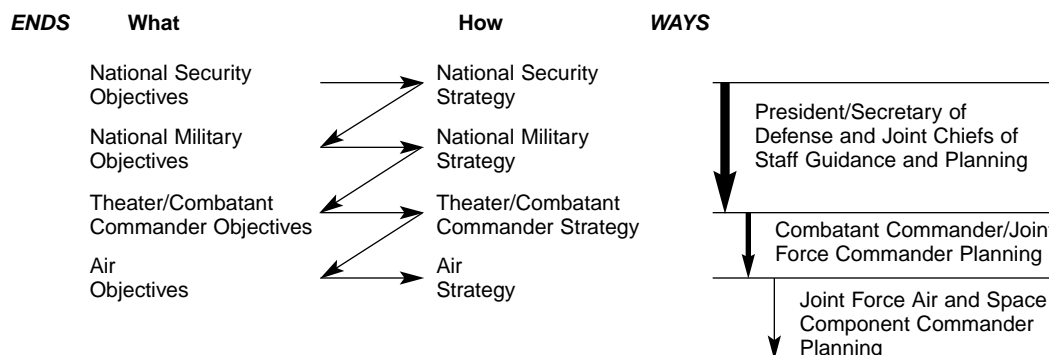 ENDS What How WAYS
National Security
Objectives
National Security
Strategy
National Military
Objectives
National Military
Strategy
Theater/Combatant
Commander Objectives
Theater/Combatant
Commander Strategy
Air
Objectives
Air
Strategy
President/Secretary of
Defense and Joint Chiefs of
Staff Guidance and Planning
Combatant Commander/Joint
Force Commander Planning
Joint Force Air and Space
Component Commander
Planning